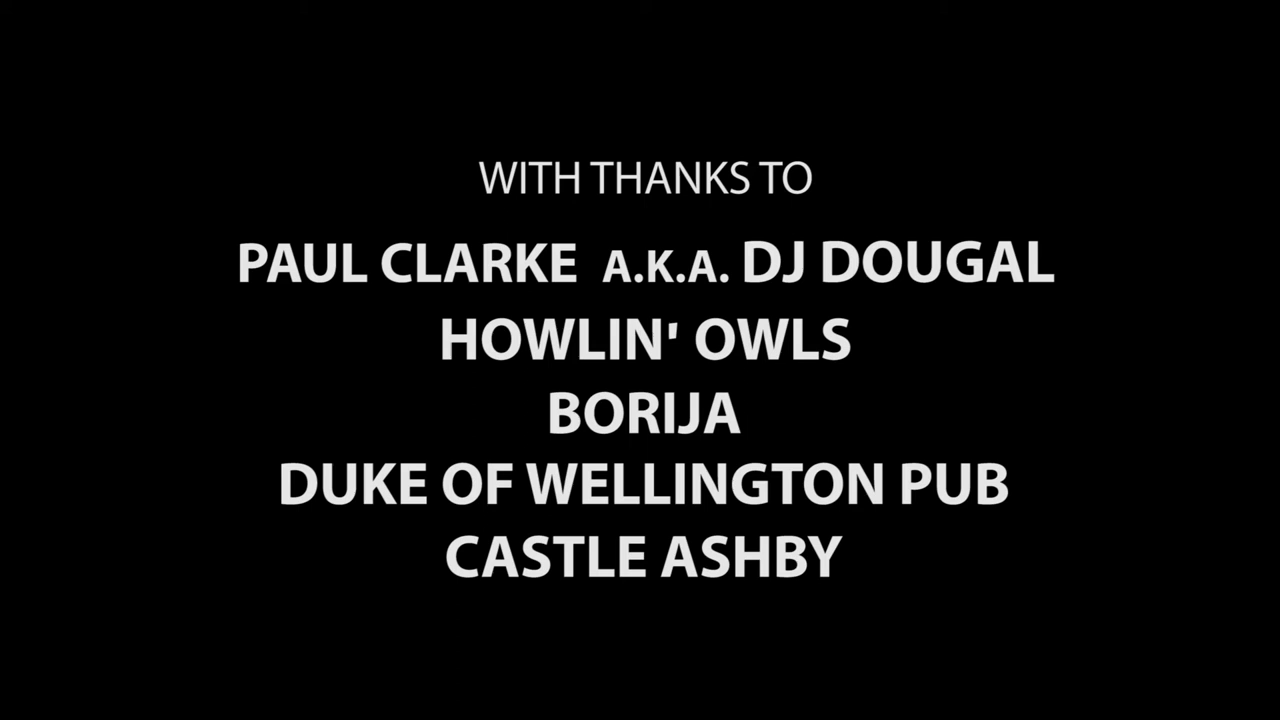 WITH THANKS TO
PAUL CLARKE A.K.A. DJ DOUGAL
HOWLIN' OWLS
BORIJA
DUKE OF WELLINGTON PUB
CASTLE ASHBY